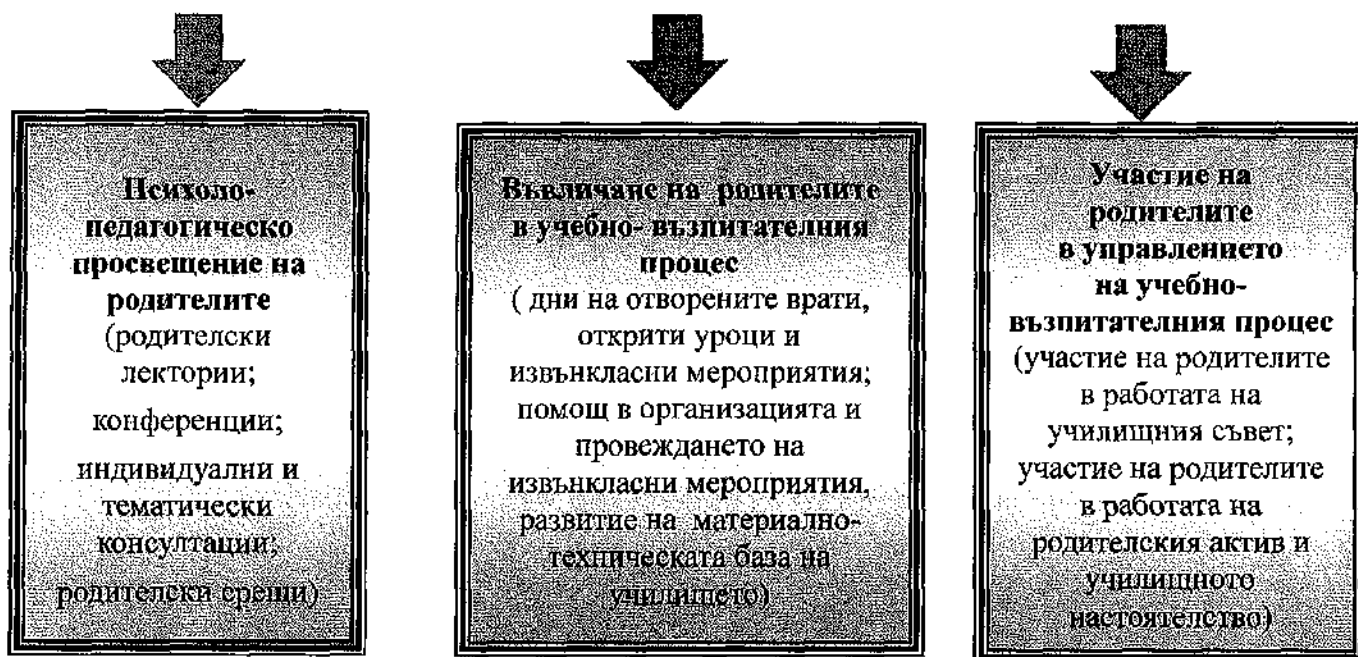 Психоло-
педагогическо
просвещение на
родителите
(родителски
лектории;
конференции;
индивидуални и
тематически
консултации;
родителски срещи)
Въвличане на родителите
в учебно- възпитателния
процес
( дни на отворените врати,
открити уроци и
извънкласни мероприятия;
помощ в организацията и
провеждането на
извънкласни мероприятия,
развитие на материално-
техническата база на
училището)
Участие на
родителите
в управлението
на учебно-
възпитателния процес
(участие на родителите
в работата на
училищния съвет;
участие на родителите
в работата на
родителския актив и
училищното
настоятелство)